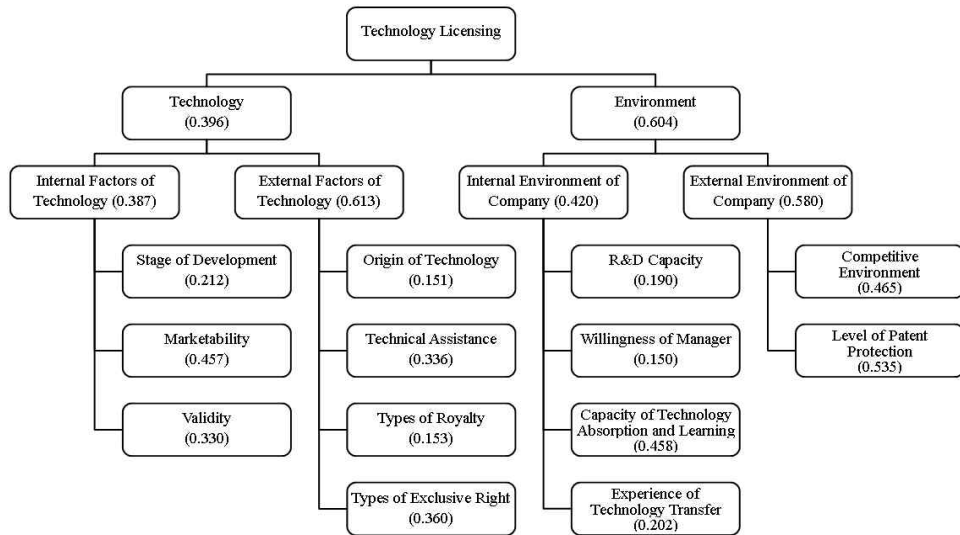 Technology Licensing
Technology
(0.396)
Environment
(0.604)
Internal Factors of
Technology (0.387)
External Factors of
Technology (0.613)
Internal Environment of
Company (0.420)
External Environment of
Company (0.580)
Stage of Development
(0.212)
Marketability
(0.457)
Validity
(0.330)
Origin of Technology
(0.151)
Technical Assistance
(0.336)
Types of Royalty
(0.153)
Types of Exclusive Right
(0.360)
R&D Capacity
(0.190)
Willingness of Manager
(0.150)
Capacity of Technology
Absorption and Learning
(0.458)
Experience of
Technology Transfer
(0.202)
Competitive
Environment
(0.465)
Level of Patent
Protection
(0.535)